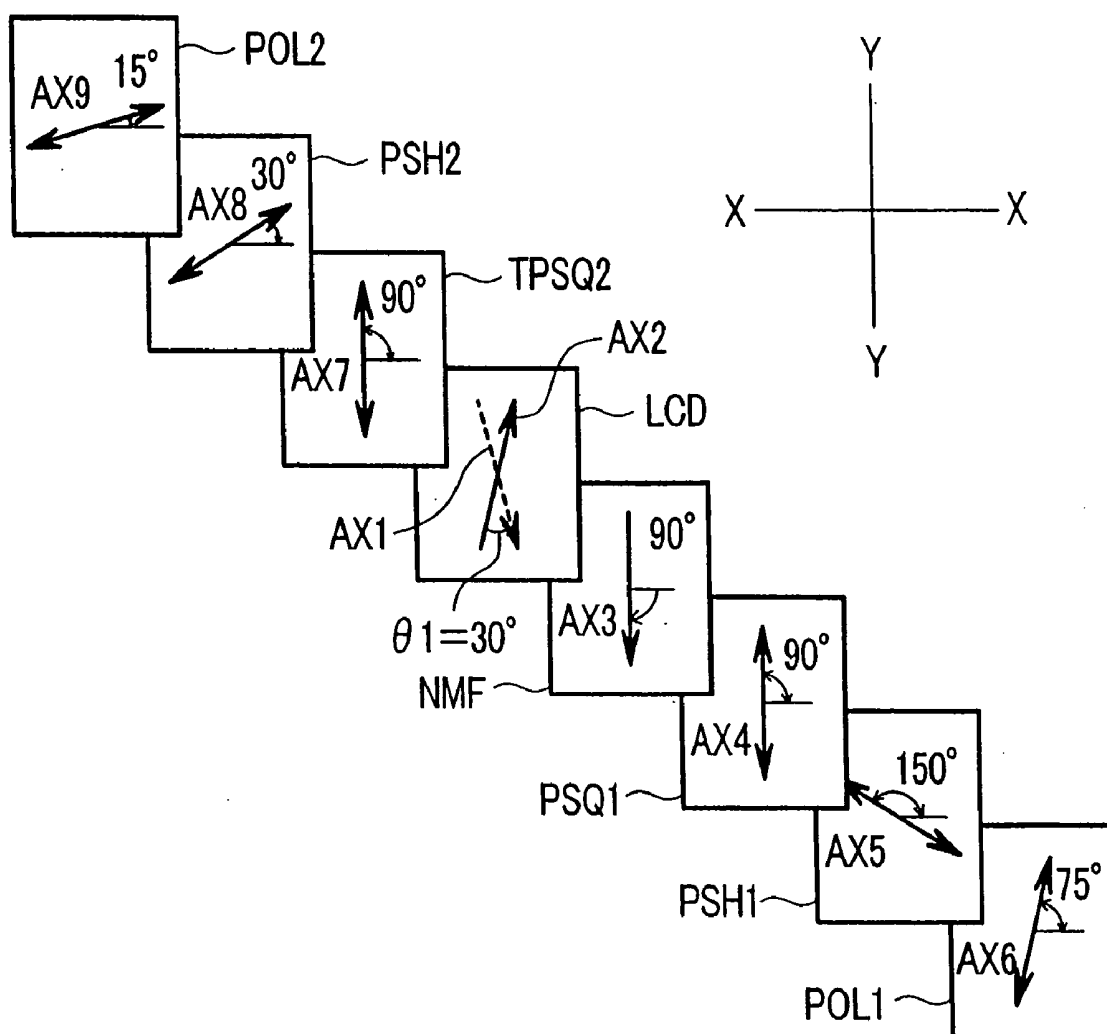 POL2
15°
AX9
Y
PSH2
30°
AX8
X
X
TPSQ2
90°
AX2
Y
AX7
LCD
AX1
90°
AX3
θ1=30°
90°
NMF
AX4
150°
PSQ1
AX5
75°
PSH1
AX6
POL1